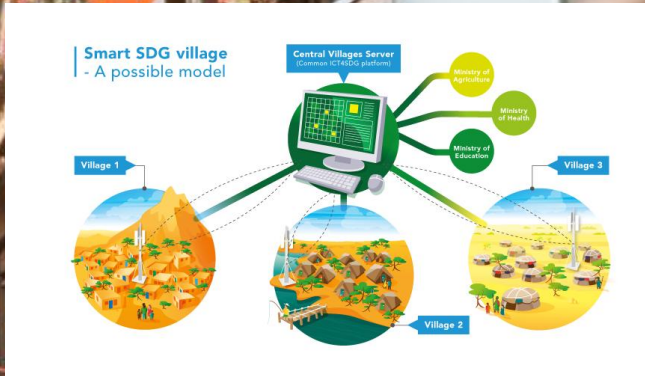 Smart SDG village
- A possible model
Central Villages Server
(Common ICT4SDG platform)
Ministry of
Agriculture
Ministry
of Health
Ministry of
Education
Village 1
Village 3
Village 2